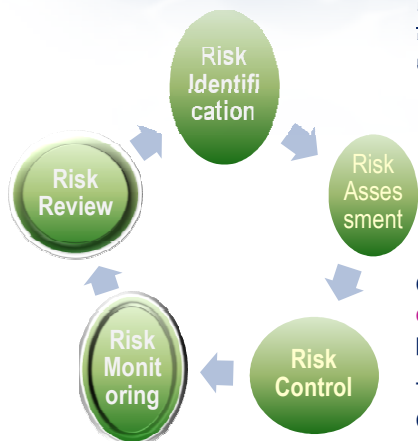 Risk
Identifi
cation
Risk
Asses
sment
Risk
Control
Risk
Monit
oring
Risk
Review